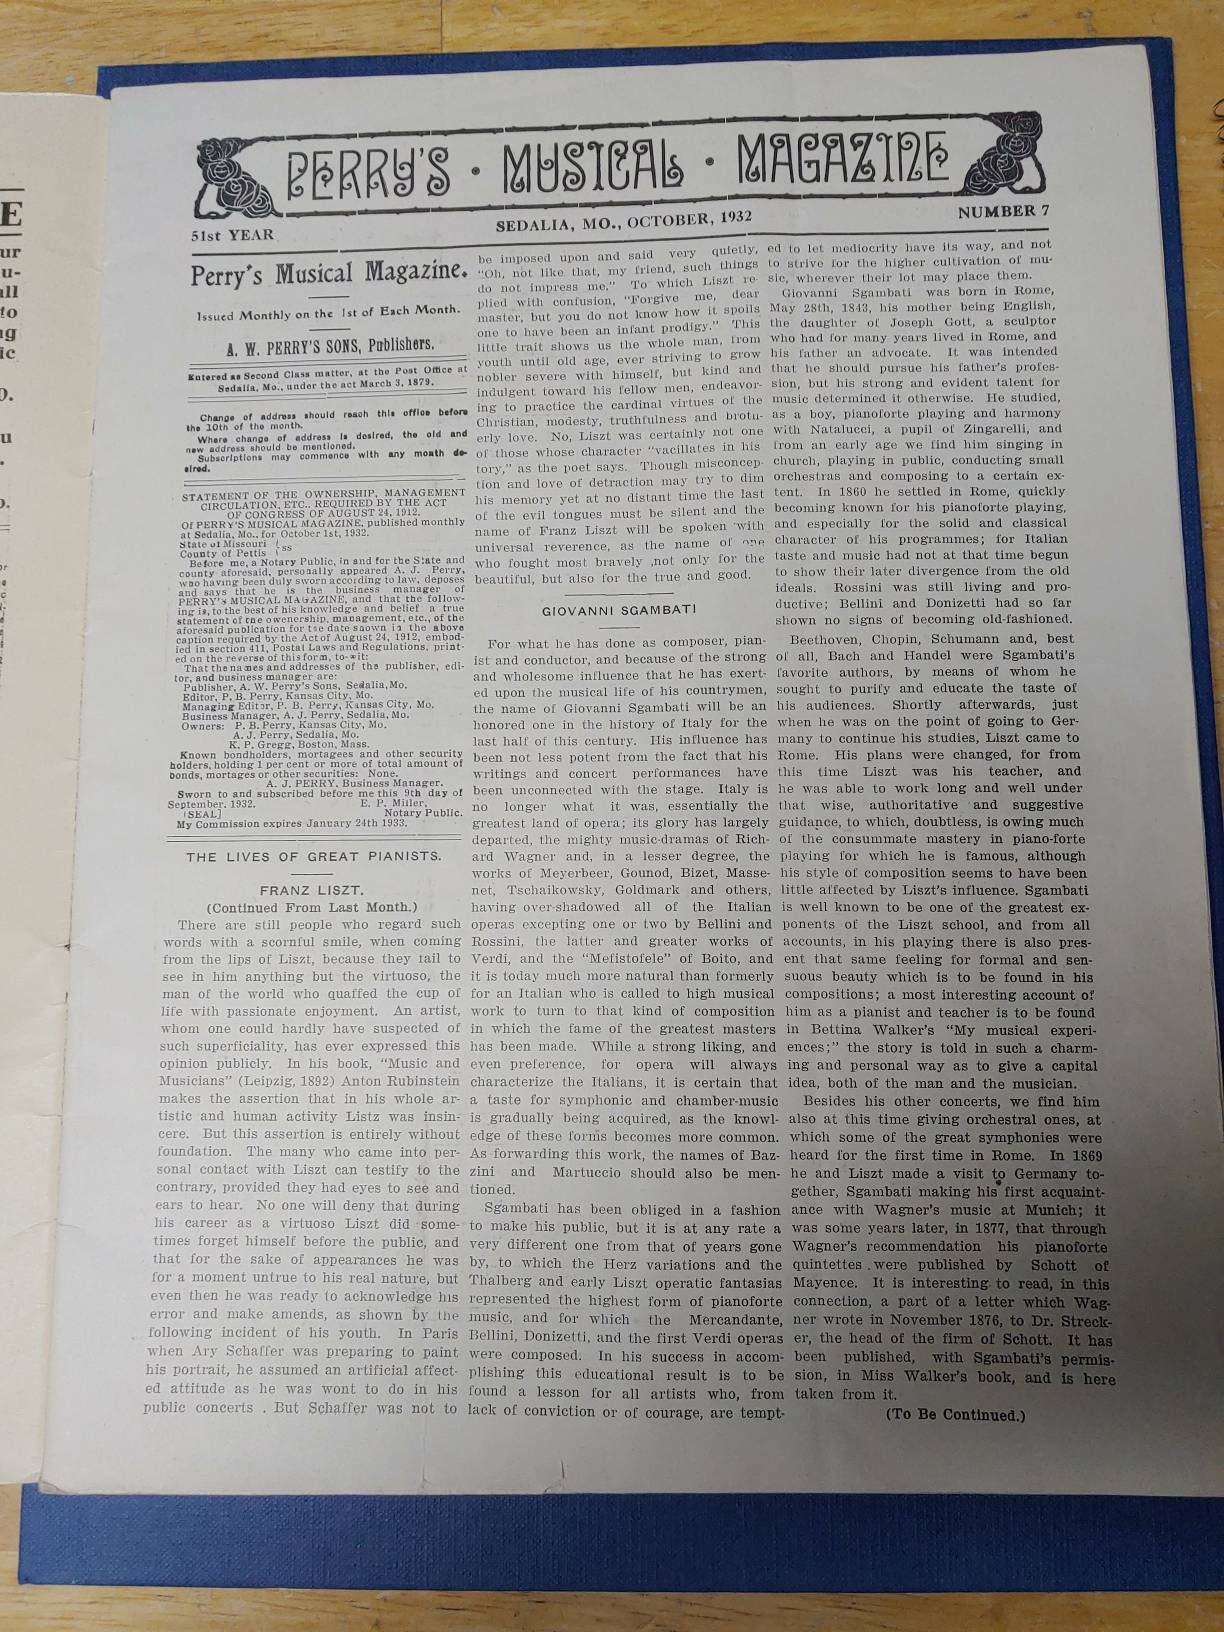 E
ur
u-
all
to
ng
ic
O.
u
.
O.
PERRY'S · MUSICAL · MAGAZINE
51st YEAR
SEDALIA, MO., OCTOBER, 1932
NUMBER 7
Perry's Musical Magazine.
Issued Monthly on the 1st of Each Month.
A. W. PERRY'S SONS, Publishers.
Entered as Second Class matter, at the Post Office at
Sedalia, Mo., under the act March 3, 1879.
Change of address should reach this office before
the 10th of the month.
Where change of address is desired, the old and
new address should be mentioned.
Subscriptions may commence with any month de-
sired.
STATEMENT OF THE OWNERSHIP, MANAGEMENT
CIRCULATION, ETC., REQUIRED BY THE ACT
OF CONGRESS OF AUGUST 24, 1912.
Of PERRY'S MUSICAL MAGAZINE, published monthly
at Sedalia, Mo., for October 1st, 1932.
State of Missouri
County of Pettis ss
Before me, a Notary Public, in and for the State and
county aforesaid, personally appeared A. J. Perry,
who having been duly sworn according to law, deposes
and says that he is the business manager of
PERRY'S MUSICAL MAGAZINE, and that the follow-
ing is, to the best of his knowledge and belief a true
statement of the owenership, management, etc., of the
aforesaid publication for the date shown in the above
caption required by the Act of August 24, 1912, embod-
ied in section 411, Postal Laws and Regulations, print-
ed on the reverse of this form, to-wit:
That the names and addresses of the publisher, edi-
tor, and business manager are:
Publisher, A. W. Perry's Sons, Sedalia, Mo.
Editor, P. B. Perry, Kansas City, Mo.
Managing Editor, P. B. Perry, Kansas City, Mo.
Business Manager, A. J. Perry, Sedalia, Mo.
Owners: P. B. Perry, Kansas City, Mo.
A. J. Perry, Sedalia, Mo.
K. P. Gregg, Boston, Mass.
Known bondholders, mortagees and other security
holders, holding 1 per cent or more of total amount of
bonds, mortages or other securities: None.
A. J. PERRY, Business Manager.
Sworn to and subscribed before me this 9th day of
September. 1932. E. P. Miller,
[SEAL] Notary Public.
My Commission expires January 24th 1933.
THE LIVES OF GREAT PIANISTS.
FRANZ LISZT.
(Continued From Last Month.)
There are still people who regard such
words with a scornful smile, when coming
from the lips of Liszt, because they fail to
see in him anything but the virtuoso, the
man of the world who quaffed the cup of
life with passionate enjoyment. An artist,
whom one could hardly have suspected of
such superficiality, has ever expressed this
opinion publicly. In his book, "Music and
Musicians" (Leipzig, 1892) Anton Rubinstein
makes the assertion that in his whole ar-
tistic and human activity Listz was insin-
cere. But this assertion is entirely without
foundation. The many who came into per-
sonal contact with Liszt can testify to the
contrary, provided they had eyes to see and
ears to hear. No one will deny that during
his career as a virtuoso Liszt did some-
times forget himself before the public, and
that for the sake of appearances he was
for a moment untrue to his real nature, but
even then he was ready to acknowledge his
error and make amends, as shown by the
following incident of his youth. In Paris
when Ary Schaffer was preparing to paint
his portrait, he assumed an artificial affect-
ed attitude as he was wont to do in his
public concerts . But Schaffer was not to
be imposed upon and said very quietly,
"Oh, not like that, my friend, such things
do not impress me." To which Liszt re-
plied with confusion, "Forgive me, dear
master, but you do not know how it spoils
one to have been an infant prodigy." This
little trait shows us the whole man, from
youth until old age, ever striving to grow
nobler severe with himself, but kind and
indulgent toward his fellow men, endeavor-
ing to practice the cardinal virtues of the
Christian, modesty, truthfulness and brotu-
erly love. No, Liszt was certainly not one
of those whose character "vacillates in his
tory," as the poet says. Though misconcep-
tion and love of detraction may try to dim
his memory yet at no distant time the last
of the evil tongues must be silent and the
name of Franz Liszt will be spoken with
universal reverence, as the name of one
who fought most bravely ,not only for the
beautiful, but also for the true and good.
GIOVANNI SGAMBATI
For what he has done as composer, pian-
ist and conductor, and because of the strong
and wholesome influence that he has exert-
ed upon the musical life of his countrymen,
the name of Giovanni Sgambati will be an
honored one in the history of Italy for the
last half of this century. His influence has
been not less potent from the fact that his
writings and concert performances have
been unconnected with the stage. Italy is
no longer what it was, essentially the
greatest land of opera; its glory has largely
departed, the mighty music-dramas of Rich-
ard Wagner and, in a lesser degree, the
works of Meyerbeer, Gounod, Bizet, Masse-
net, Tschaikowsky, Goldmark and others,
having over-shadowed all of the Italian
operas excepting one or two by Bellini and
Rossini, the latter and greater works of
Verdi, and the "Mefistofele" of Boito, and
it is today much more natural than formerly
for an Italian who is called to high musical
work to turn to that kind of composition
in which the fame of the greatest masters
has been made. While a strong liking, and
even preference, for opera will always
characterize the Italians, it is certain that
a taste for symphonic and chamber-music
is gradually being acquired, as the knowl-
edge of these forms becomes more common.
As forwarding this work, the names of Baz-
zini and Martuccio should also be men-
tioned.
Sgambati has been obliged in a fashion
to make his public, but it is at any rate a
very different one from that of years gone
by, to which the Herz variations and the
Thalberg and early Liszt operatic fantasias
represented the highest form of pianoforte
music, and for which the Mercandante,
Bellini, Donizetti, and the first Verdi operas
were composed. In his success in accom-
plishing this educational result is to be
found a lesson for all artists who, from
lack of conviction or of courage, are tempt-
ed to let mediocrity have its way, and not
to strive for the higher cultivation of mu-
sic, wherever their lot may place them.
Giovanni Sgambati was born in Rome,
May 28th, 1843, his mother being English,
the daughter of Joseph Gott, a sculptor
who had for many years lived in Rome, and
his father an advocate. It was intended
that he should pursue his father's profes-
sion, but his strong and evident talent for
music determined it otherwise. He studied,
as a boy, pianoforte playing and harmony
with Natalucci, a pupil of Zingarelli, and
from an early age we find him singing in
church, playing in public, conducting small
orchestras and composing to a certain ex-
tent. In 1860 he settled in Rome, quickly
becoming known for his pianoforte playing,
and especially for the solid and classical
character of his programmes; for Italian
taste and music had not at that time begun
to show their later divergence from the old
ideals. Rossini was still living and pro-
ductive; Bellini and Donizetti had so far
shown no signs of becoming old-fashioned.
Beethoven, Chopin, Schumann and, best
of all, Bach and Handel were Sgambati's
favorite authors, by means of whom he
sought to purify and educate the taste of
his audiences. Shortly afterwards, just
when he was on the point of going to Ger-
many to continue his studies, Liszt came to
Rome. His plans were changed, for from
this time Liszt was his teacher, and
he was able to work long and well under
that wise, authoritative and suggestive
guidance, to which, doubtless, is owing much
of the consummate mastery in piano-forte
playing for which he is famous, although
his style of composition seems to have been
little affected by Liszt's influence. Sgambati
is well known to be one of the greatest ex-
ponents of the Liszt school, and from all
accounts, in his playing there is also pres-
ent that same feeling for formal and sen-
suous beauty which is to be found in his
compositions; a most interesting account of
him as a pianist and teacher is to be found
in Bettina Walker's "My musical experi-
ences;" the story is told in such a charm-
ing and personal way as to give a capital
idea, both of the man and the musician.
Besides his other concerts, we find him
also at this time giving orchestral ones, at
which some of the great symphonies were
heard for the first time in Rome. In 1869
he and Liszt made a visit to Germany to-
gether, Sgambati making his first acquaint-
ance with Wagner's music at Munich; it
was some years later, in 1877, that through
Wagner's recommendation his pianoforte
quintettes were published by Schott of
Mayence. It is interesting to read, in this
connection, a part of a letter which Wag-
ner wrote in November 1876, to Dr. Streck-
er, the head of the firm of Schott. It has
been published, with Sgambati's permis-
sion, in Miss Walker's book, and is here
taken from it.
(To Be Continued.)